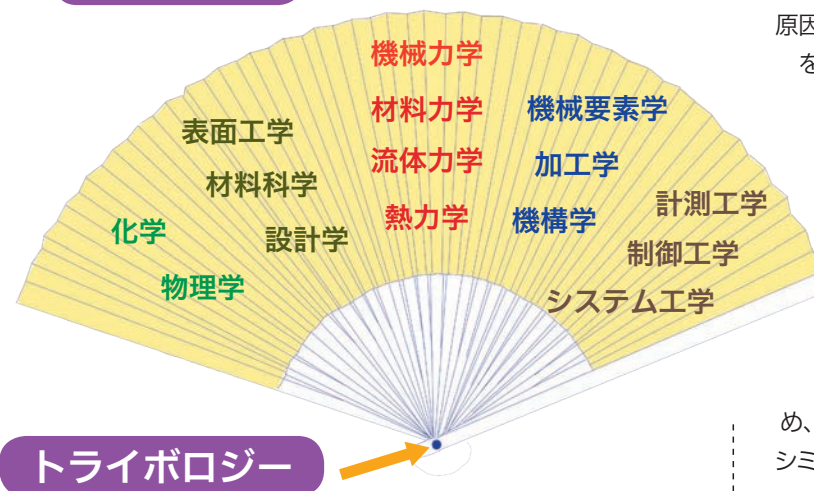 原因
を
機械力学
材料力学
流体力学
熱力学
表面工学
材料科学
設計学
化学
物理学
機械要素学
加工学
機構学
計測工学
制御工学
システム工学
トライボロジー
め、
シミ